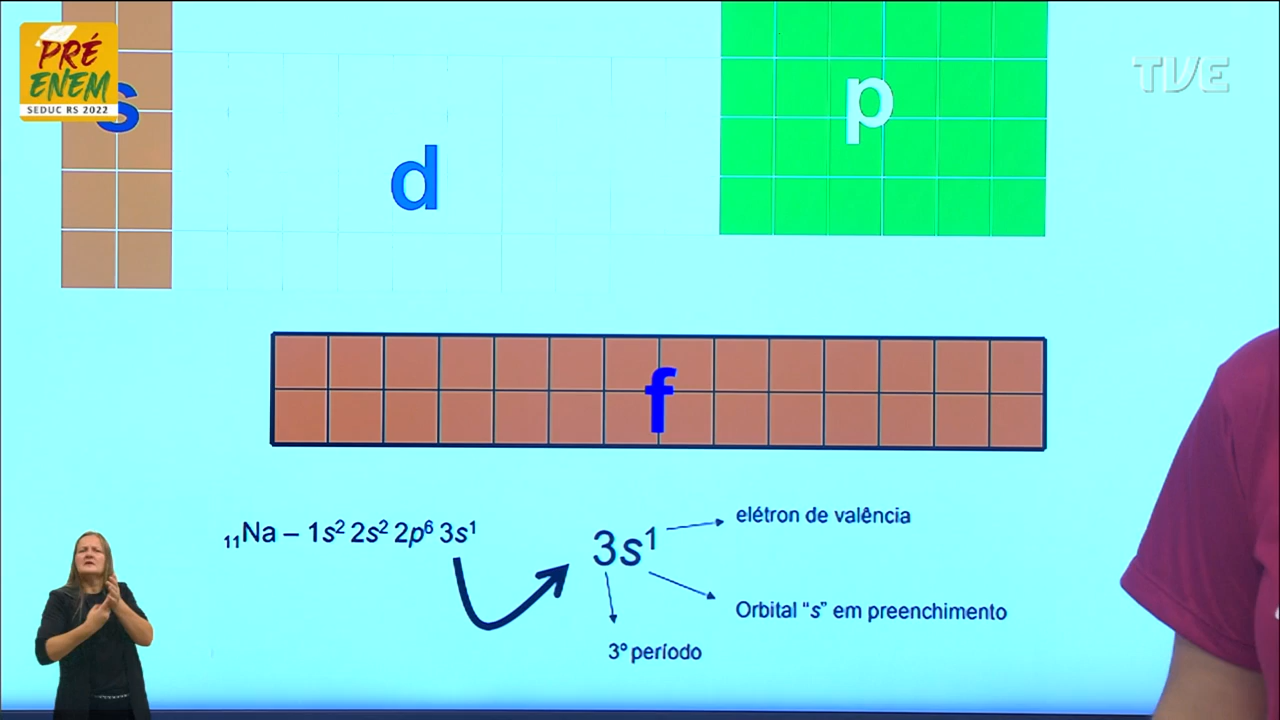 PRÉ
ENEM
SEDUC RS 2022
TVE
s
p
d
f
₁₁Na – 1s² 2s² 2p⁶ 3s¹
3s¹
elétron de valência
Orbital “s” em preenchimento
3º período